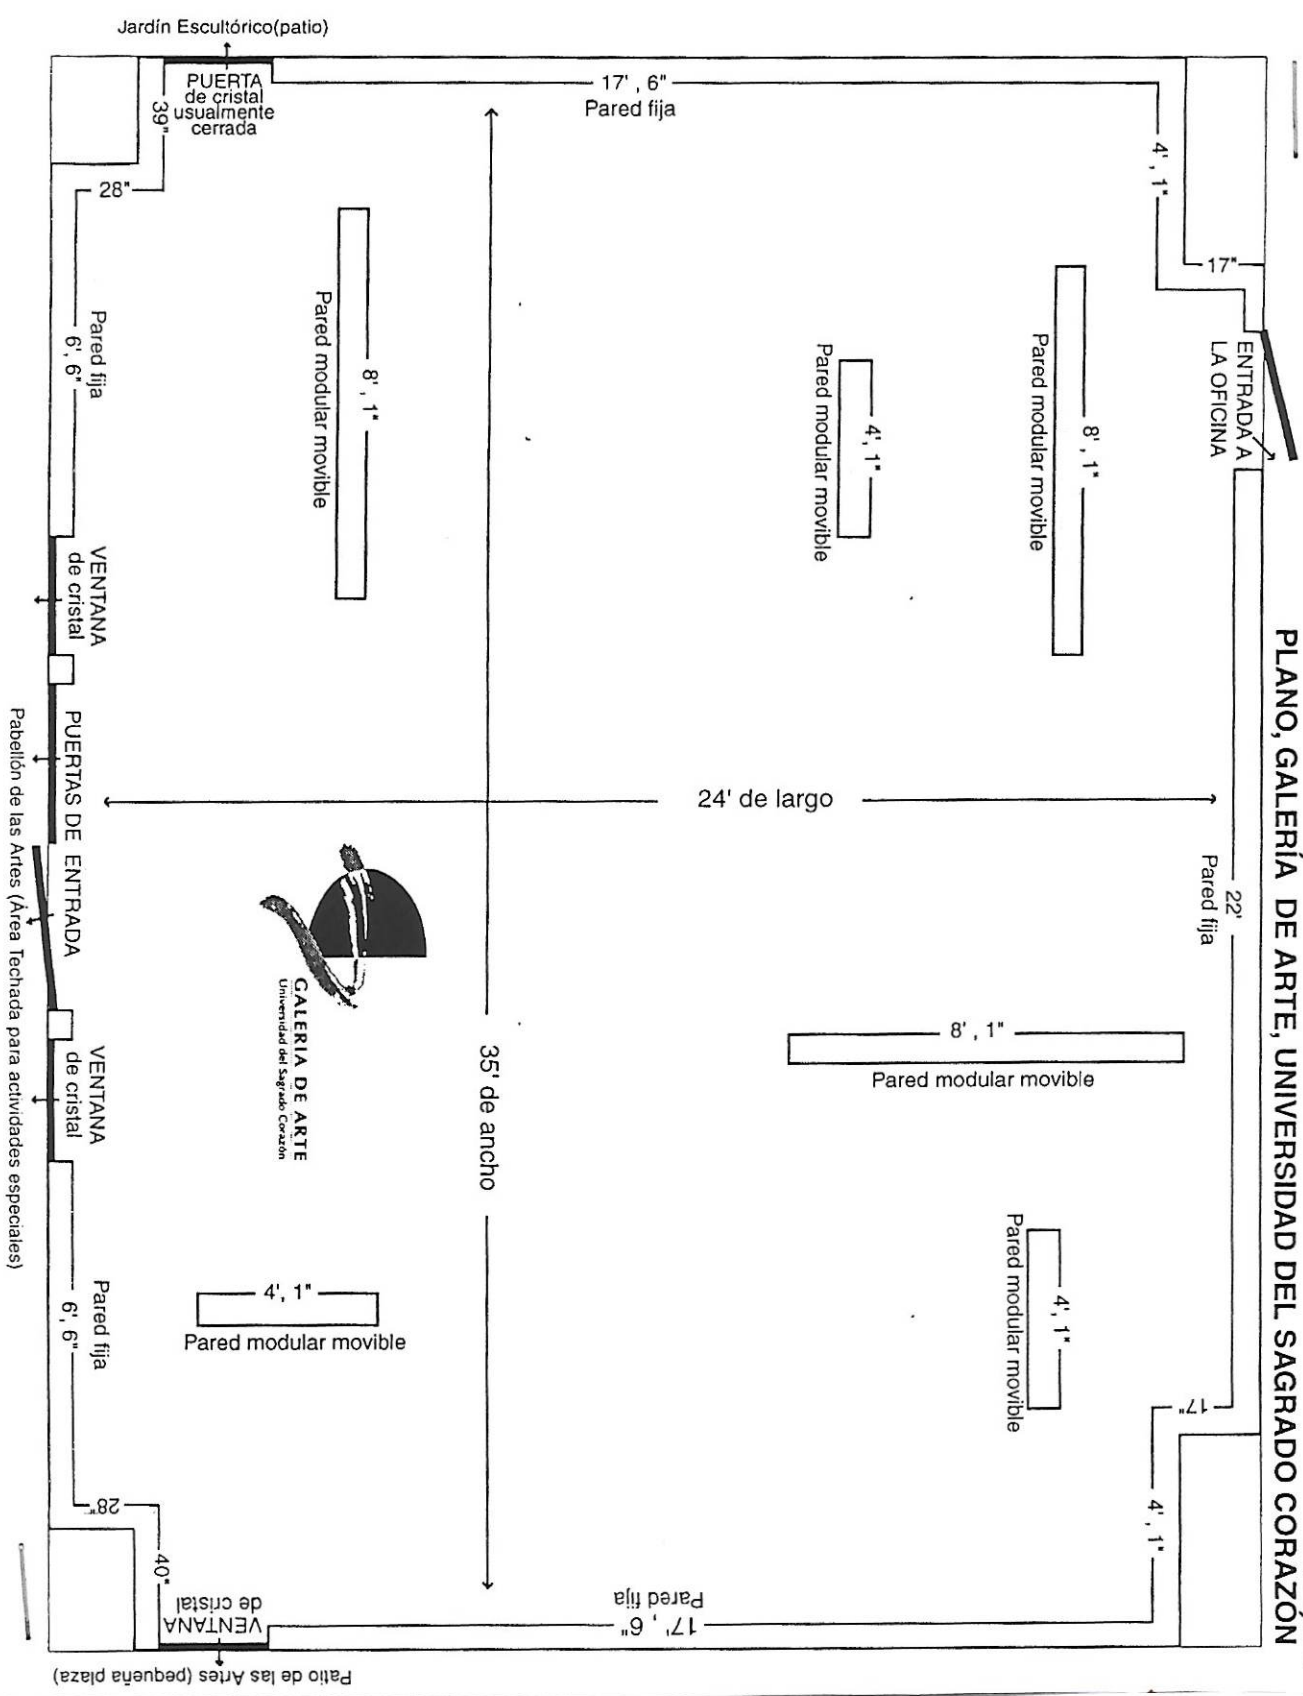 PLANO, GALERÍA DE ARTE, UNIVERSIDAD DEL SAGRADO CORAZÓN
Jardín Escultórico(patio)
PUERTA
de cristal
usualmente
cerrada
39"
28"
17' , 6"
Pared fija
4' , 1"
17"
ENTRADA A
LA OFICINA
Pared fija
6', 6"
8' , 1"
Pared modular movible
4', 1"
Pared modular movible
8' , 1"
Pared modular movible
VENTANA
de cristal
PUERTAS DE ENTRADA
Pabellón de las Artes (Área Techada para actividades especiales)
24' de largo
35' de ancho
22'
Pared fija
GALERIA DE ARTE
Universidad del Sagrado Corazón
8' , 1"
Pared modular movible
VENTANA
de cristal
4', 1"
Pared modular movible
4', 1"
Pared modular movible
Pared fija
6', 6"
17"
4' , 1"
28"
40"
VENTANA
de cristal
17' , 6"
Pared fija
Patio de las Artes (pequeña plaza)